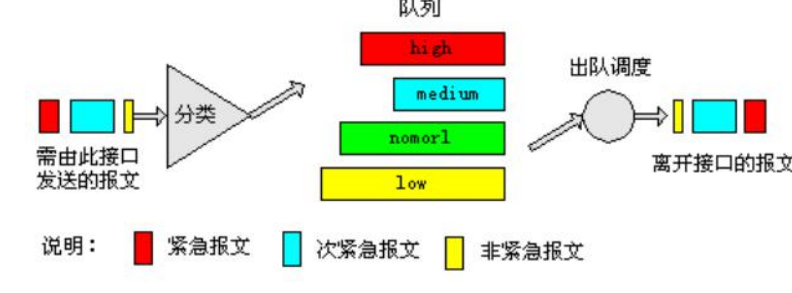 队列
high
出队调度
medium
分类
nomorl
需由此接口
发送的报文
离开接口的报文
low
说明： 紧急报文 次紧急报文 非紧急报文